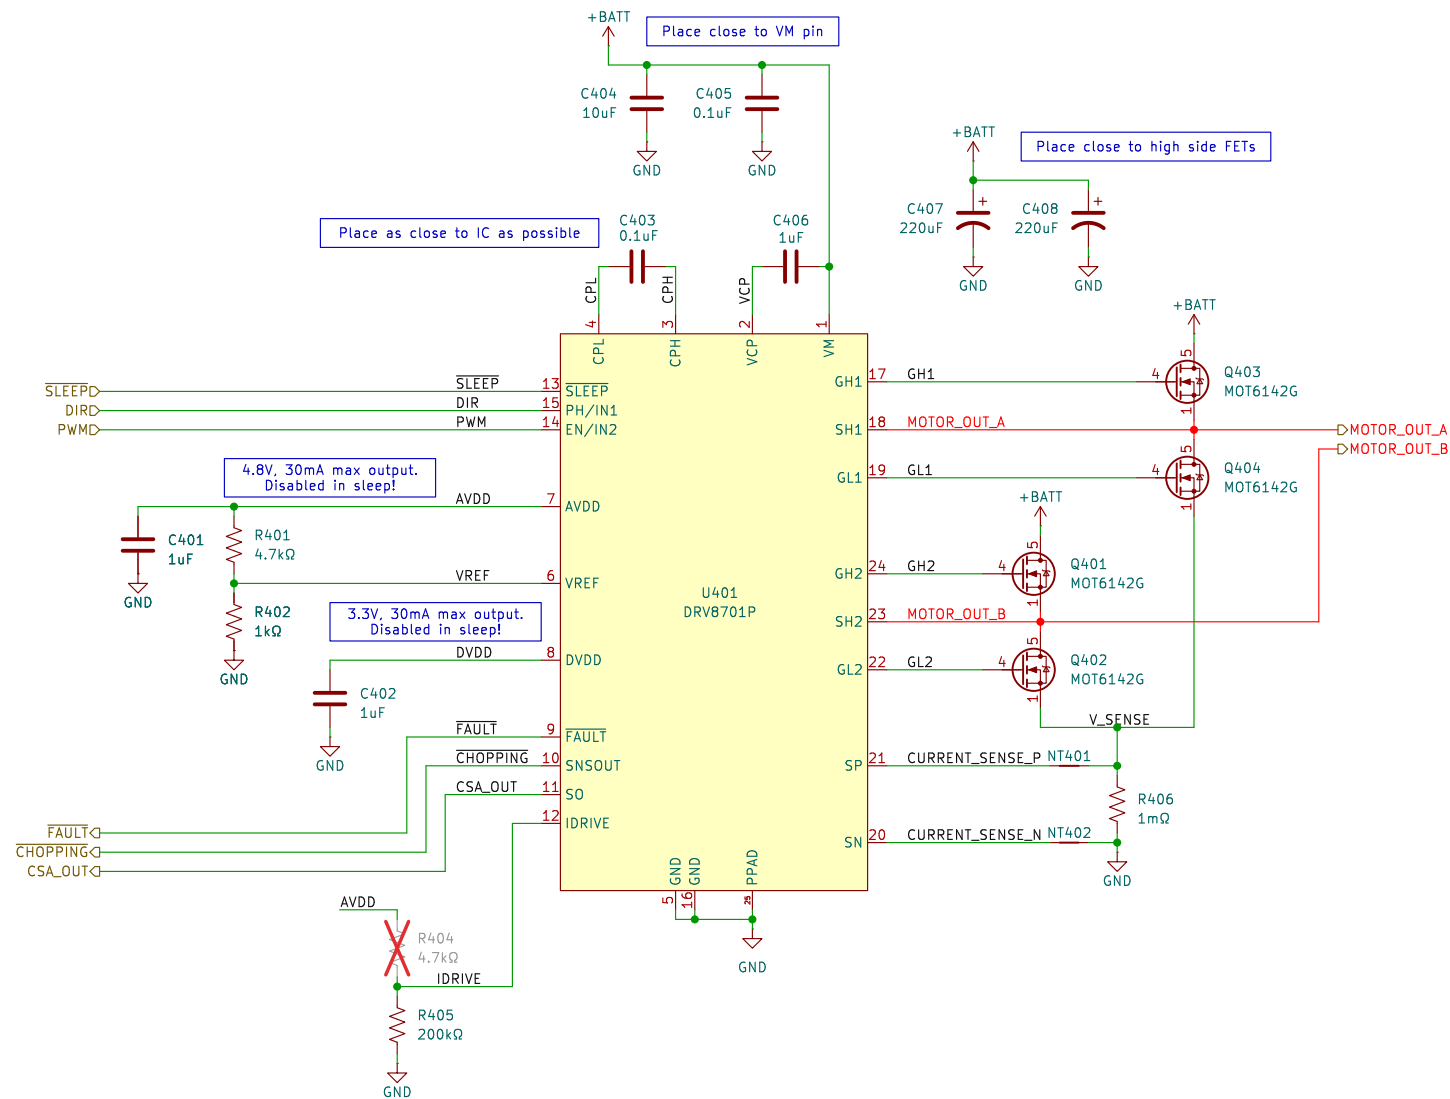 +BATT
Place close to VM pin
C404
10uF
C405
0.1uF
GND
GND
+BATT
Place close to high side FETs
C407
220uF
C408
220uF
GND
GND
Place as close to IC as possible
C403
0.1uF
C406
1uF
CPL
CPH
VCP
4
3
2
1
CPL
CPH
VCP
VM
+BATT
SLEEP
SLEEP
13
SLEEP
DIR
DIR
15
PH/IN1
PWM
PWM
14
EN/IN2
GH1
17
GH1
4
5
1
Q403
MOT6142G
SH1
18
MOTOR_OUT_A
MOTOR_OUT_A
MOTOR_OUT_B
GL1
19
GL1
4
5
1
Q404
MOT6142G
4.8V, 30mA max output.
Disabled in sleep!
AVDD
7
AVDD
C401
1uF
GND
R401
4.7kΩ
VREF
6
VREF
R402
1kΩ
GND
+BATT
GH2
24
GH2
4
5
1
Q401
MOT6142G
U401
DRV8701P
SH2
23
MOTOR_OUT_B
GL2
22
GL2
4
5
1
Q402
MOT6142G
3.3V, 30mA max output.
Disabled in sleep!
DVDD
8
DVDD
C402
1uF
GND
V_SENSE
FAULT
9
FAULT
CHOPPING
10
SNSOUT
CSA_OUT
11
SO
12
IDRIVE
SP
21
CURRENT_SENSE_P
NT401
R406
1mΩ
SN
20
CURRENT_SENSE_N
NT402
GND
FAULT
CHOPPING
CSA_OUT
GND
GND
PPAD
5
16
25
GND
AVDD
R404
4.7kΩ
IDRIVE
R405
200kΩ
GND